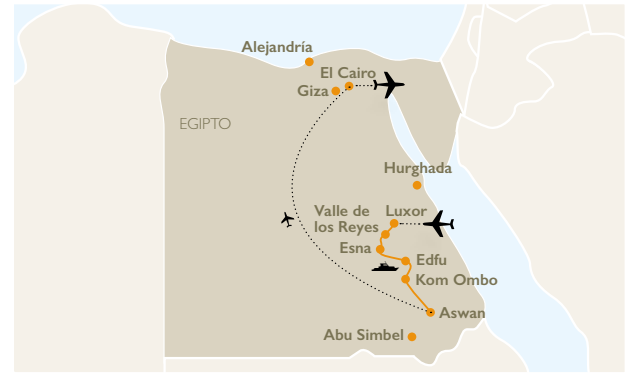 Alejandría
El Cairo
Giza
EGIPTO
Hurghada
Valle de
los Reyes
Luxor
Esna
Edfu
Kom Ombo
Aswan
Abu Simbel